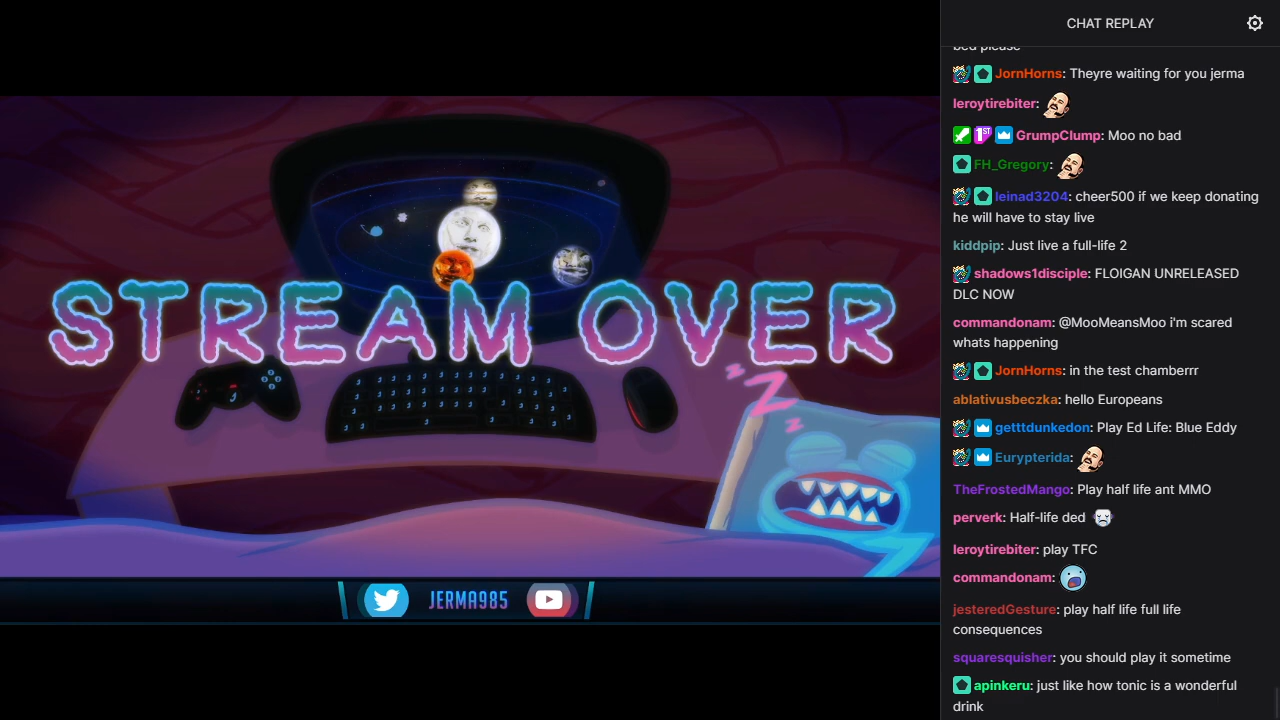 CHAT REPLAY
bed please
JornHorns: Theyre waiting for you jerma
leroytirebiter:
1ST GrumpClump: Moo no bad
FH_Gregory:
leinad3204: cheer500 if we keep donating
he will have to stay live
kiddpip: Just live a full-life 2
shadows1disciple: FLOIGAN UNRELEASED
DLC NOW
commandonam: @MooMeansMoo i'm scared
whats happening
JornHorns: in the test chamberrr
ablativusbeczka: hello Europeans
getttdunkedon: Play Ed Life: Blue Eddy
Eurypterida:
TheFrostedMango: Play half life ant MMO
perverk: Half-life ded
leroytirebiter: play TFC
commandonam:
jesteredGesture: play half life full life
consequences
squaresquisher: you should play it sometime
apinkeru: just like how tonic is a wonderful
drink
STREAM OVER
z
Z
z
JERMA985